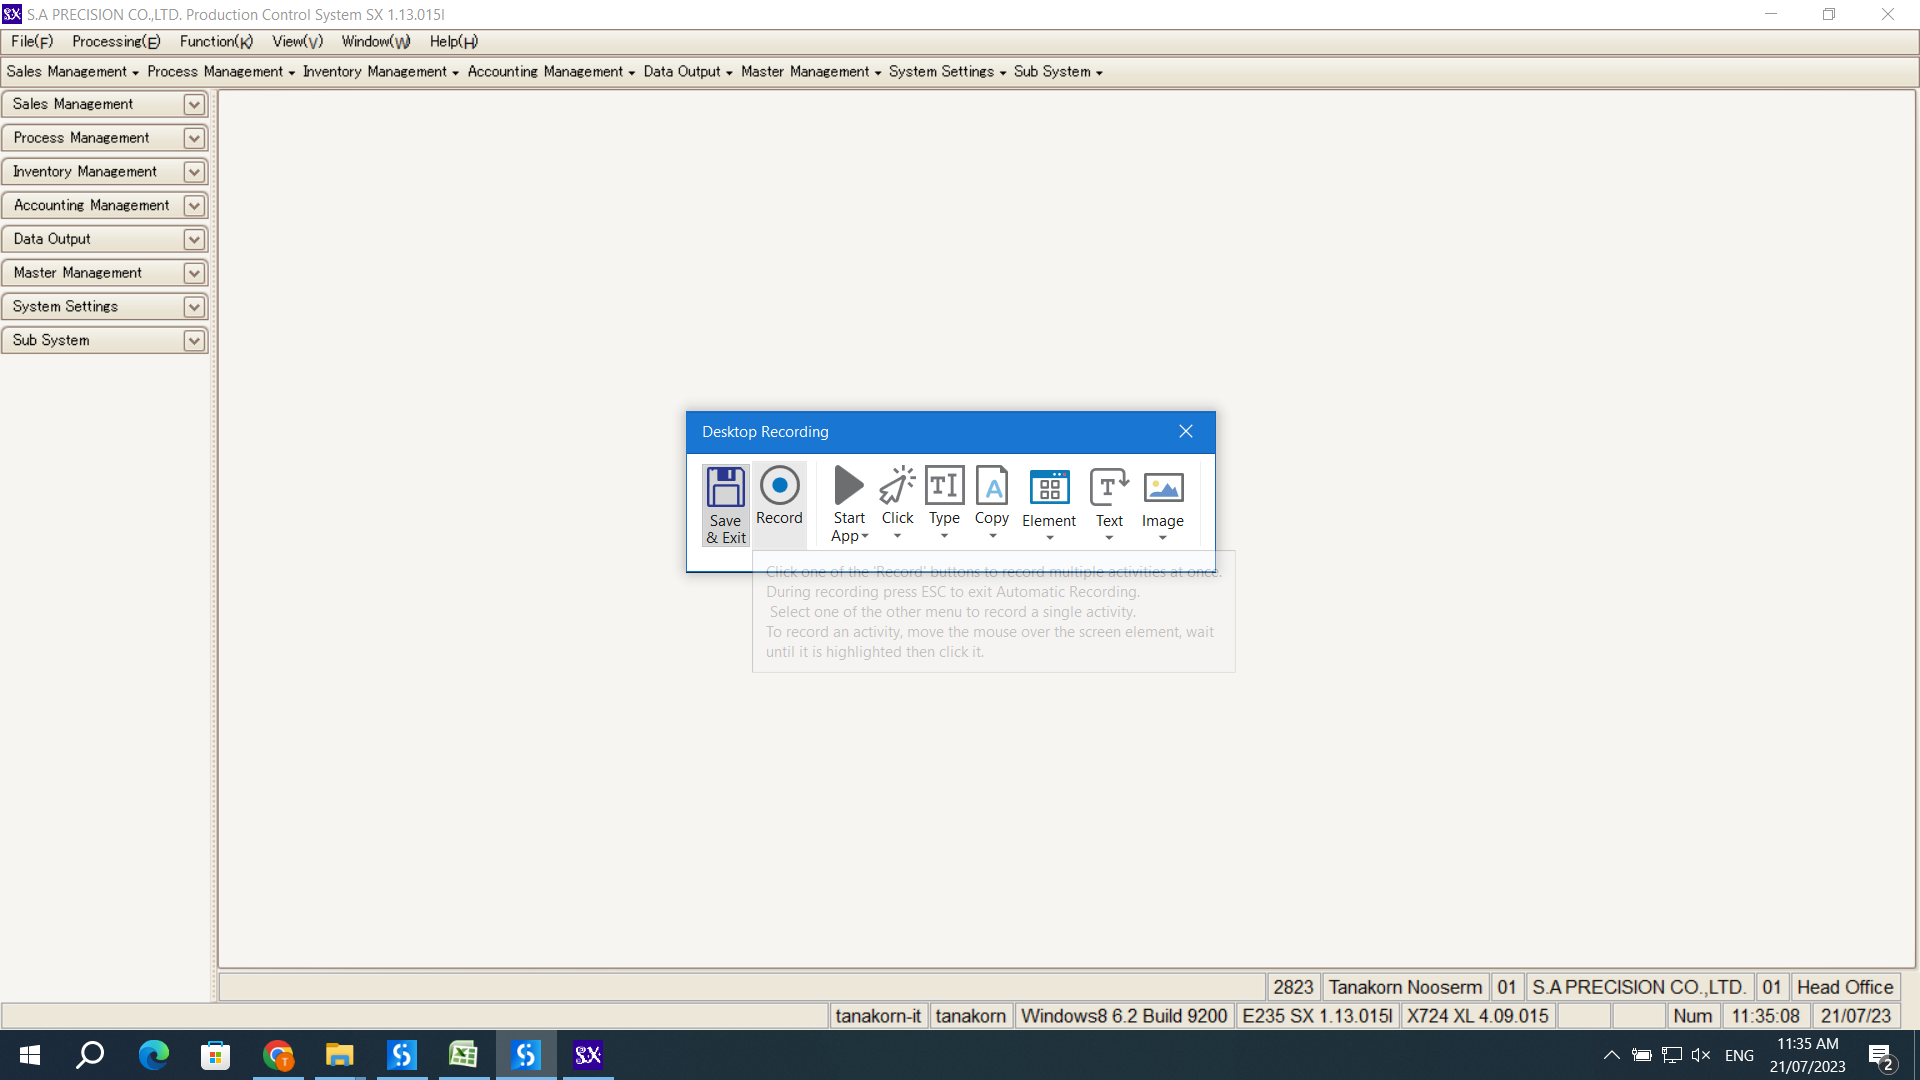 S.A PRECISION CO.,LTD. Production Control System SX 1.13.015I
File(F) Processing(E) Function(K) View(V) Window(W) Help(H)
Sales Management Process Management Inventory Management Accounting Management Data Output Master Management System Settings Sub System
Sales Management
Process Management
Inventory Management
Accounting Management
Data Output
Master Management
System Settings
Sub System
Desktop Recording
Save & Exit
Record
Start App
Click
Type
Copy
Element
Text
Image
Click one of the 'Record' buttons to record multiple activities at once.
During recording press ESC to exit Automatic Recording.
Select one of the other menu to record a single activity.
To record an activity, move the mouse over the screen element, wait
until it is highlighted then click it.
2823 Tanakorn Nooserm 01 S.A PRECISION CO.,LTD. 01 Head Office
tanakorn-it tanakorn Windows8 6.2 Build 9200 E235 SX 1.13.015I X724 XL 4.09.015 Num 11:35:08 21/07/23
ENG
11:35 AM
21/07/2023
2